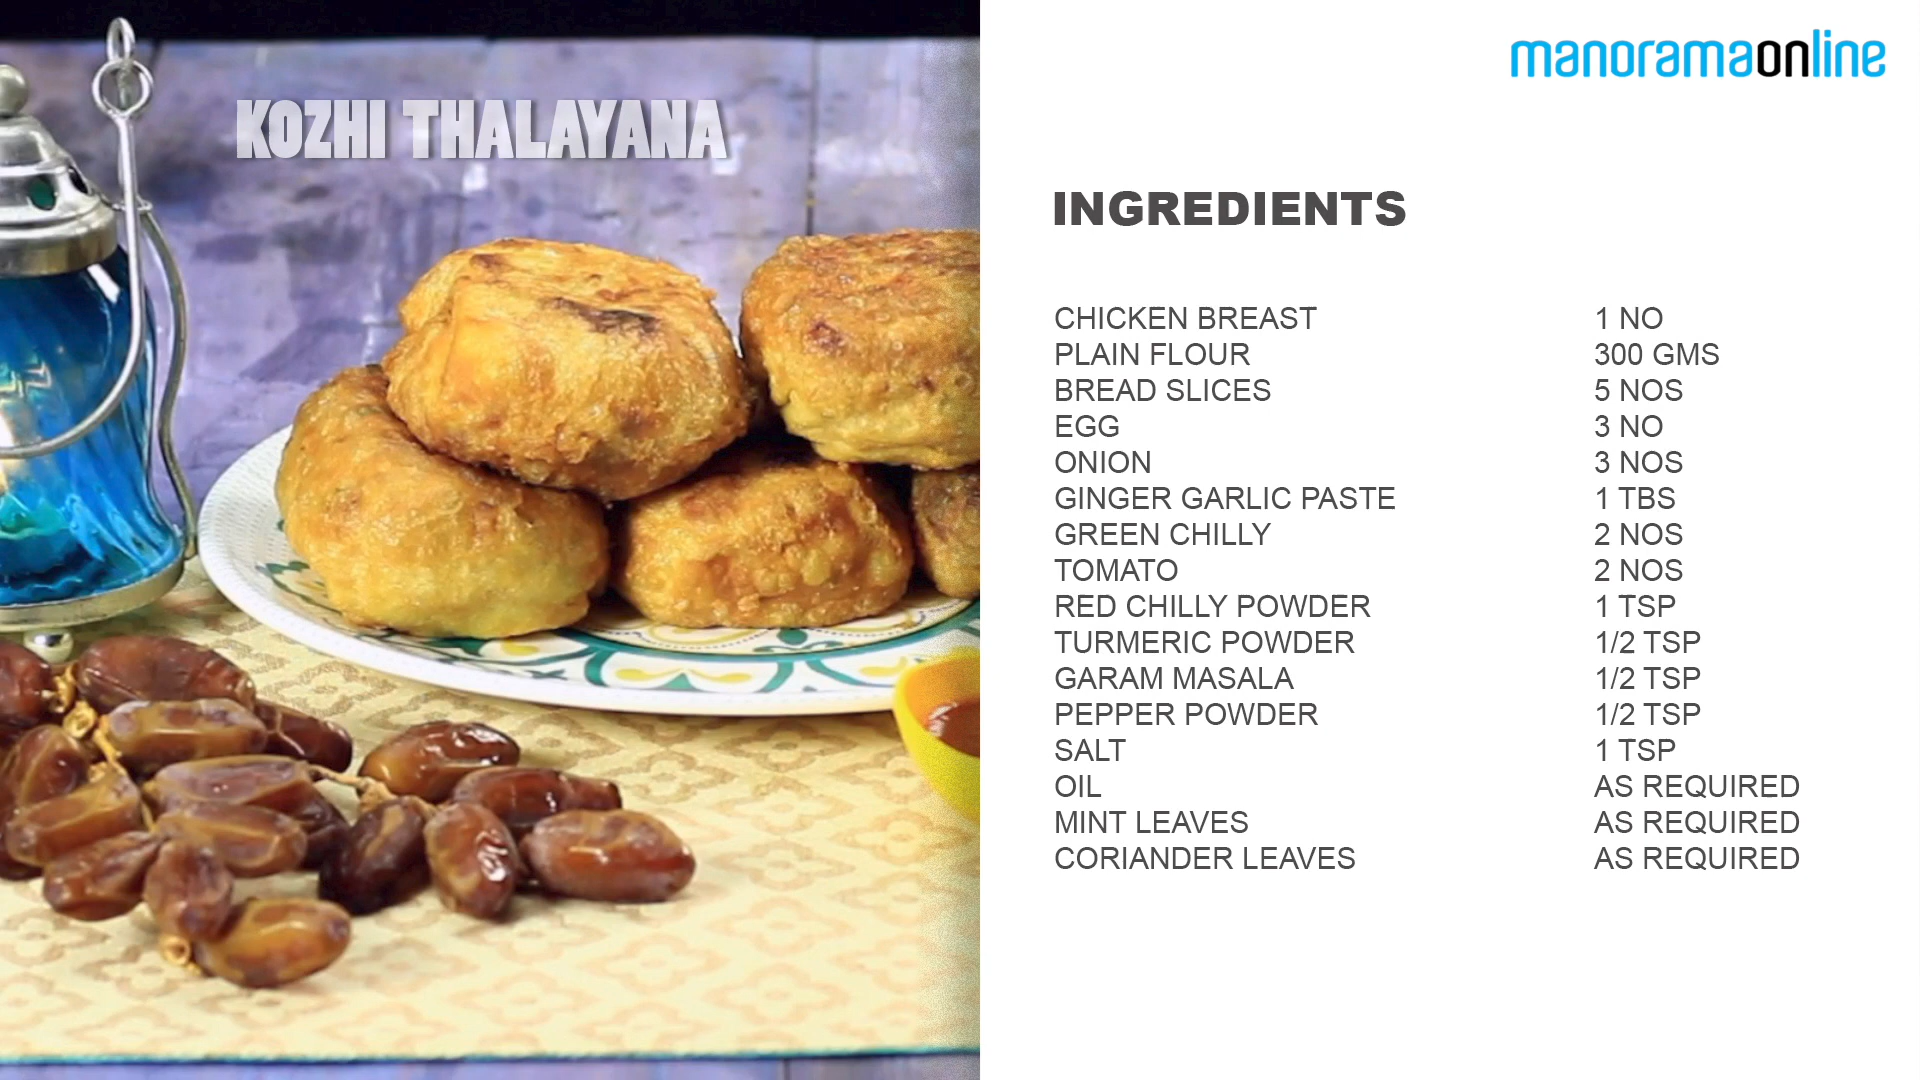 manoramaonline
KOZHI THALAYANA
INGREDIENTS
CHICKEN BREAST 1 NO
PLAIN FLOUR 300 GMS
BREAD SLICES 5 NOS
EGG 3 NO
ONION 3 NOS
GINGER GARLIC PASTE 1 TBS
GREEN CHILLY 2 NOS
TOMATO 2 NOS
RED CHILLY POWDER 1 TSP
TURMERIC POWDER 1/2 TSP
GARAM MASALA 1/2 TSP
PEPPER POWDER 1/2 TSP
SALT 1 TSP
OIL AS REQUIRED
MINT LEAVES AS REQUIRED
CORIANDER LEAVES AS REQUIRED